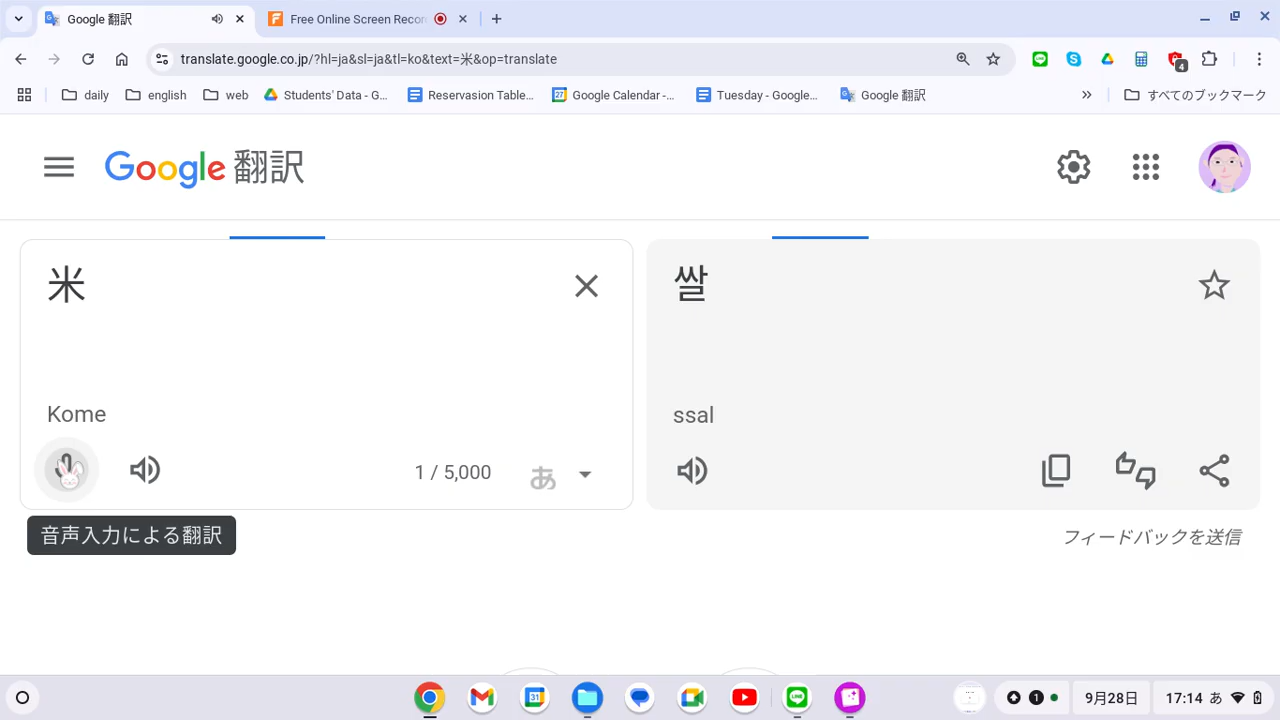 Google 翻訳
Free Online Screen Recor
translate.google.co.jp/?hl=ja&sl=ja&tl=ko&text=米&op=translate
4
daily
english
web
Students' Data - G...
Reservasion Table...
Google Calendar -...
Tuesday - Google...
Google 翻訳
すべてのブックマーク
Google 翻訳
米
쌀
Kome
ssal
1 / 5,000
あ
音声入力による翻訳
フィードバックを送信
1
9月28日
17:14
あ